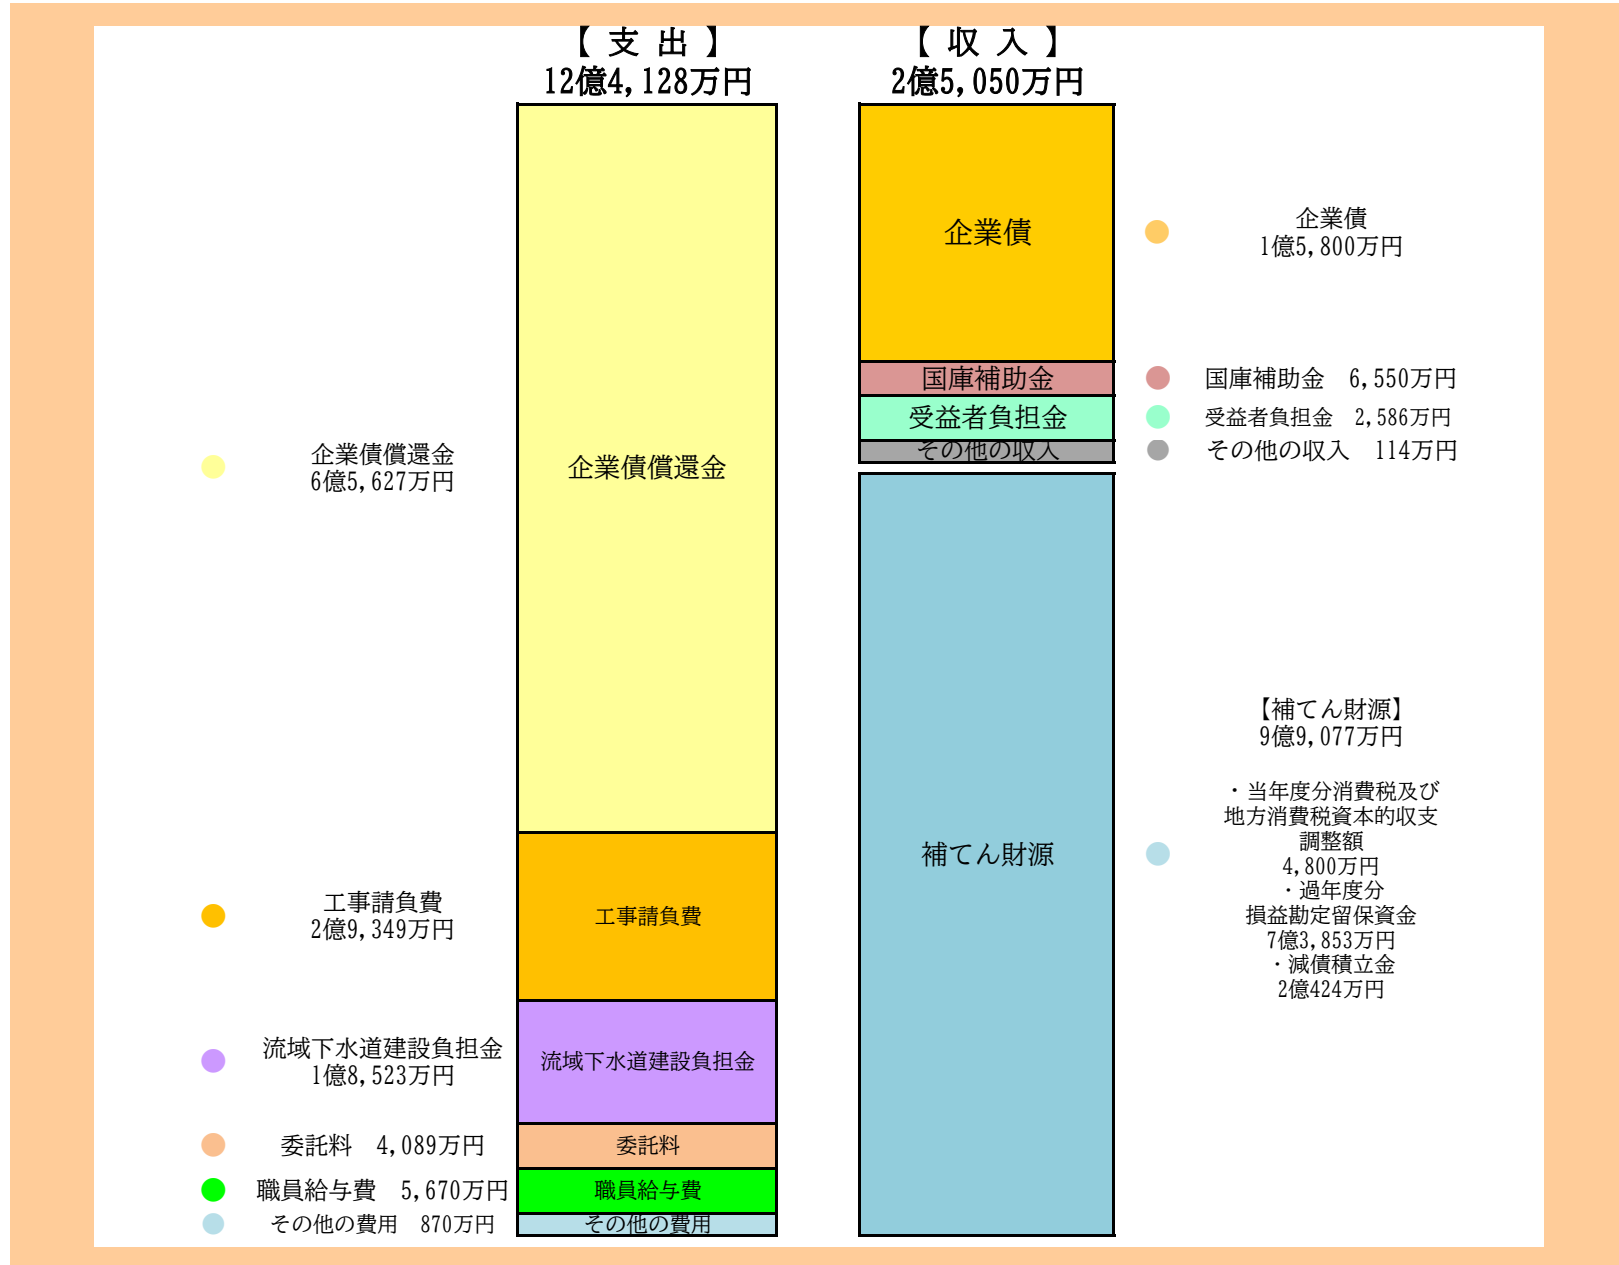 【 支 出 】
12億4,128万円
【 収 入 】
2億5,050万円
企業債償還金
6億5,627万円
工事請負費
2億9,349万円
流域下水道建設負担金
1億8,523万円
委託料　4,089万円
職員給与費　5,670万円
その他の費用　870万円
企業債償還金
工事請負費
流域下水道建設負担金
委託料
職員給与費
その他の費用
企業債
国庫補助金
受益者負担金
その他の収入
補てん財源
企業債
1億5,800万円
国庫補助金　6,550万円
受益者負担金　2,586万円
その他の収入　114万円
【補てん財源】
9億9,077万円
・当年度分消費税及び
地方消費税資本的収支
調整額
4,800万円
・過年度分
損益勘定留保資金
7億3,853万円
・減債積立金
2億424万円